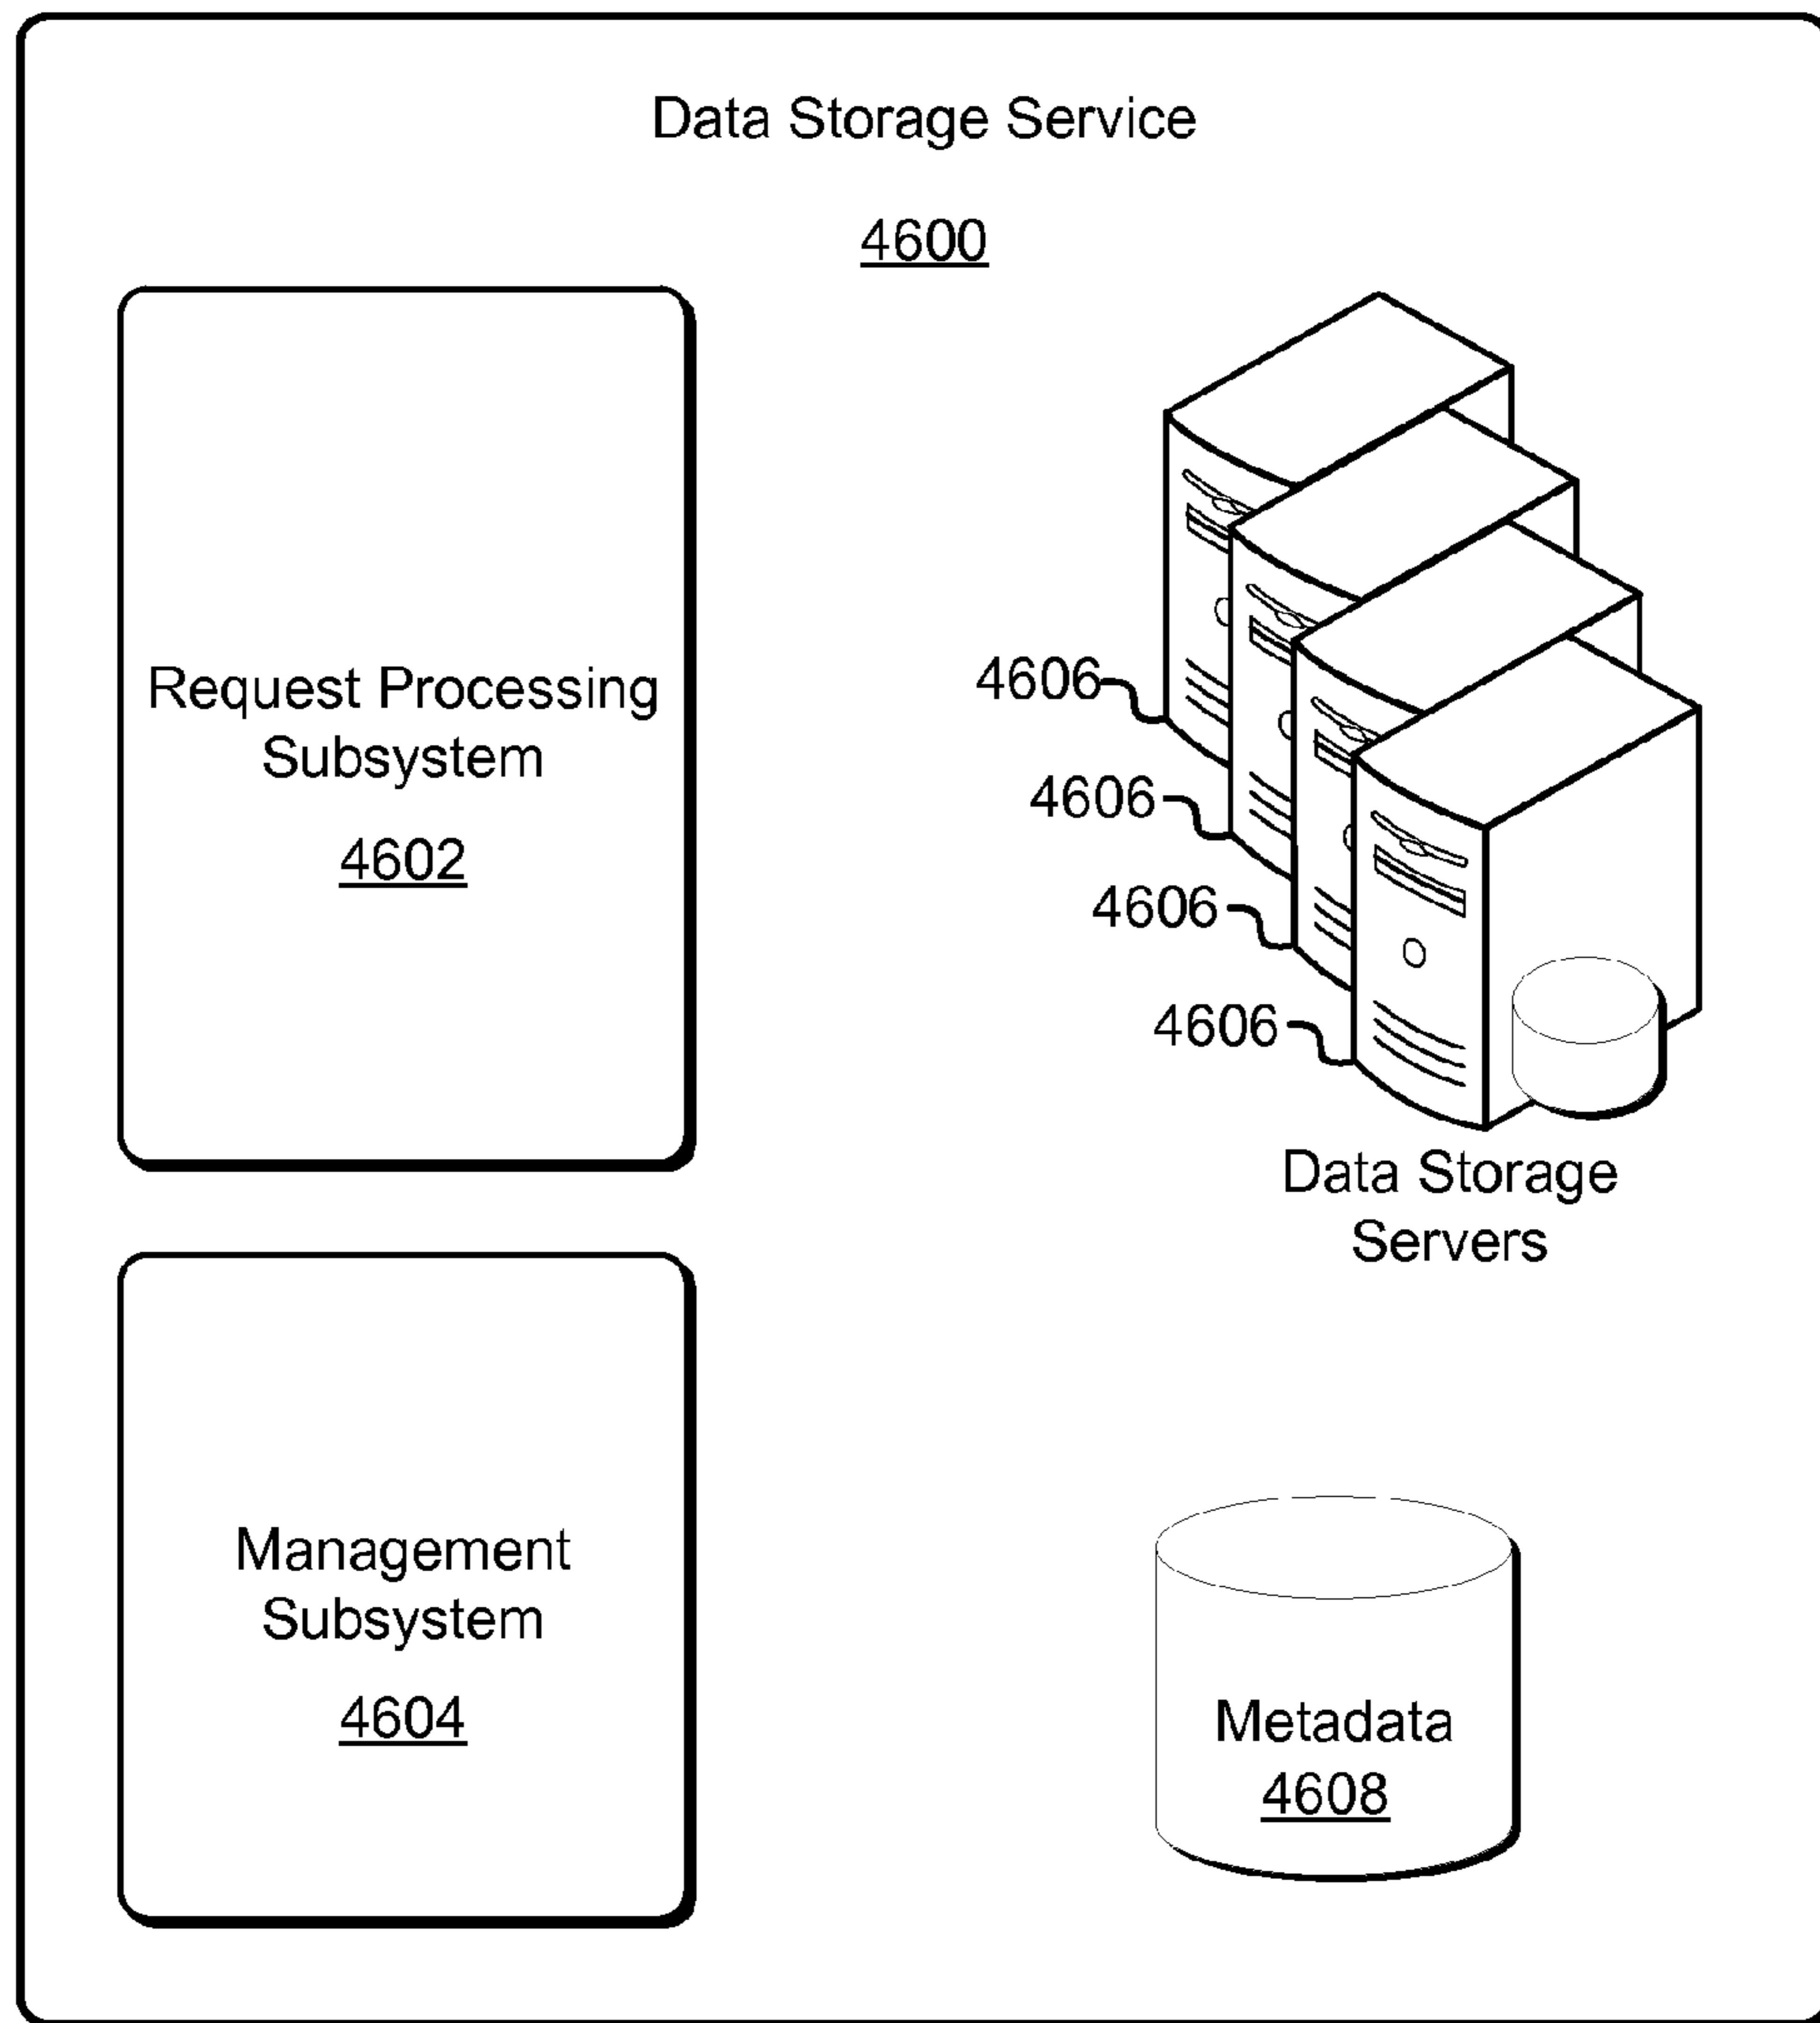 Data Storage Service
4600
Request Processing
Subsystem
4602
4606
4606
4606
4606
Data Storage
Servers
Management
Subsystem
4604
Metadata
4608